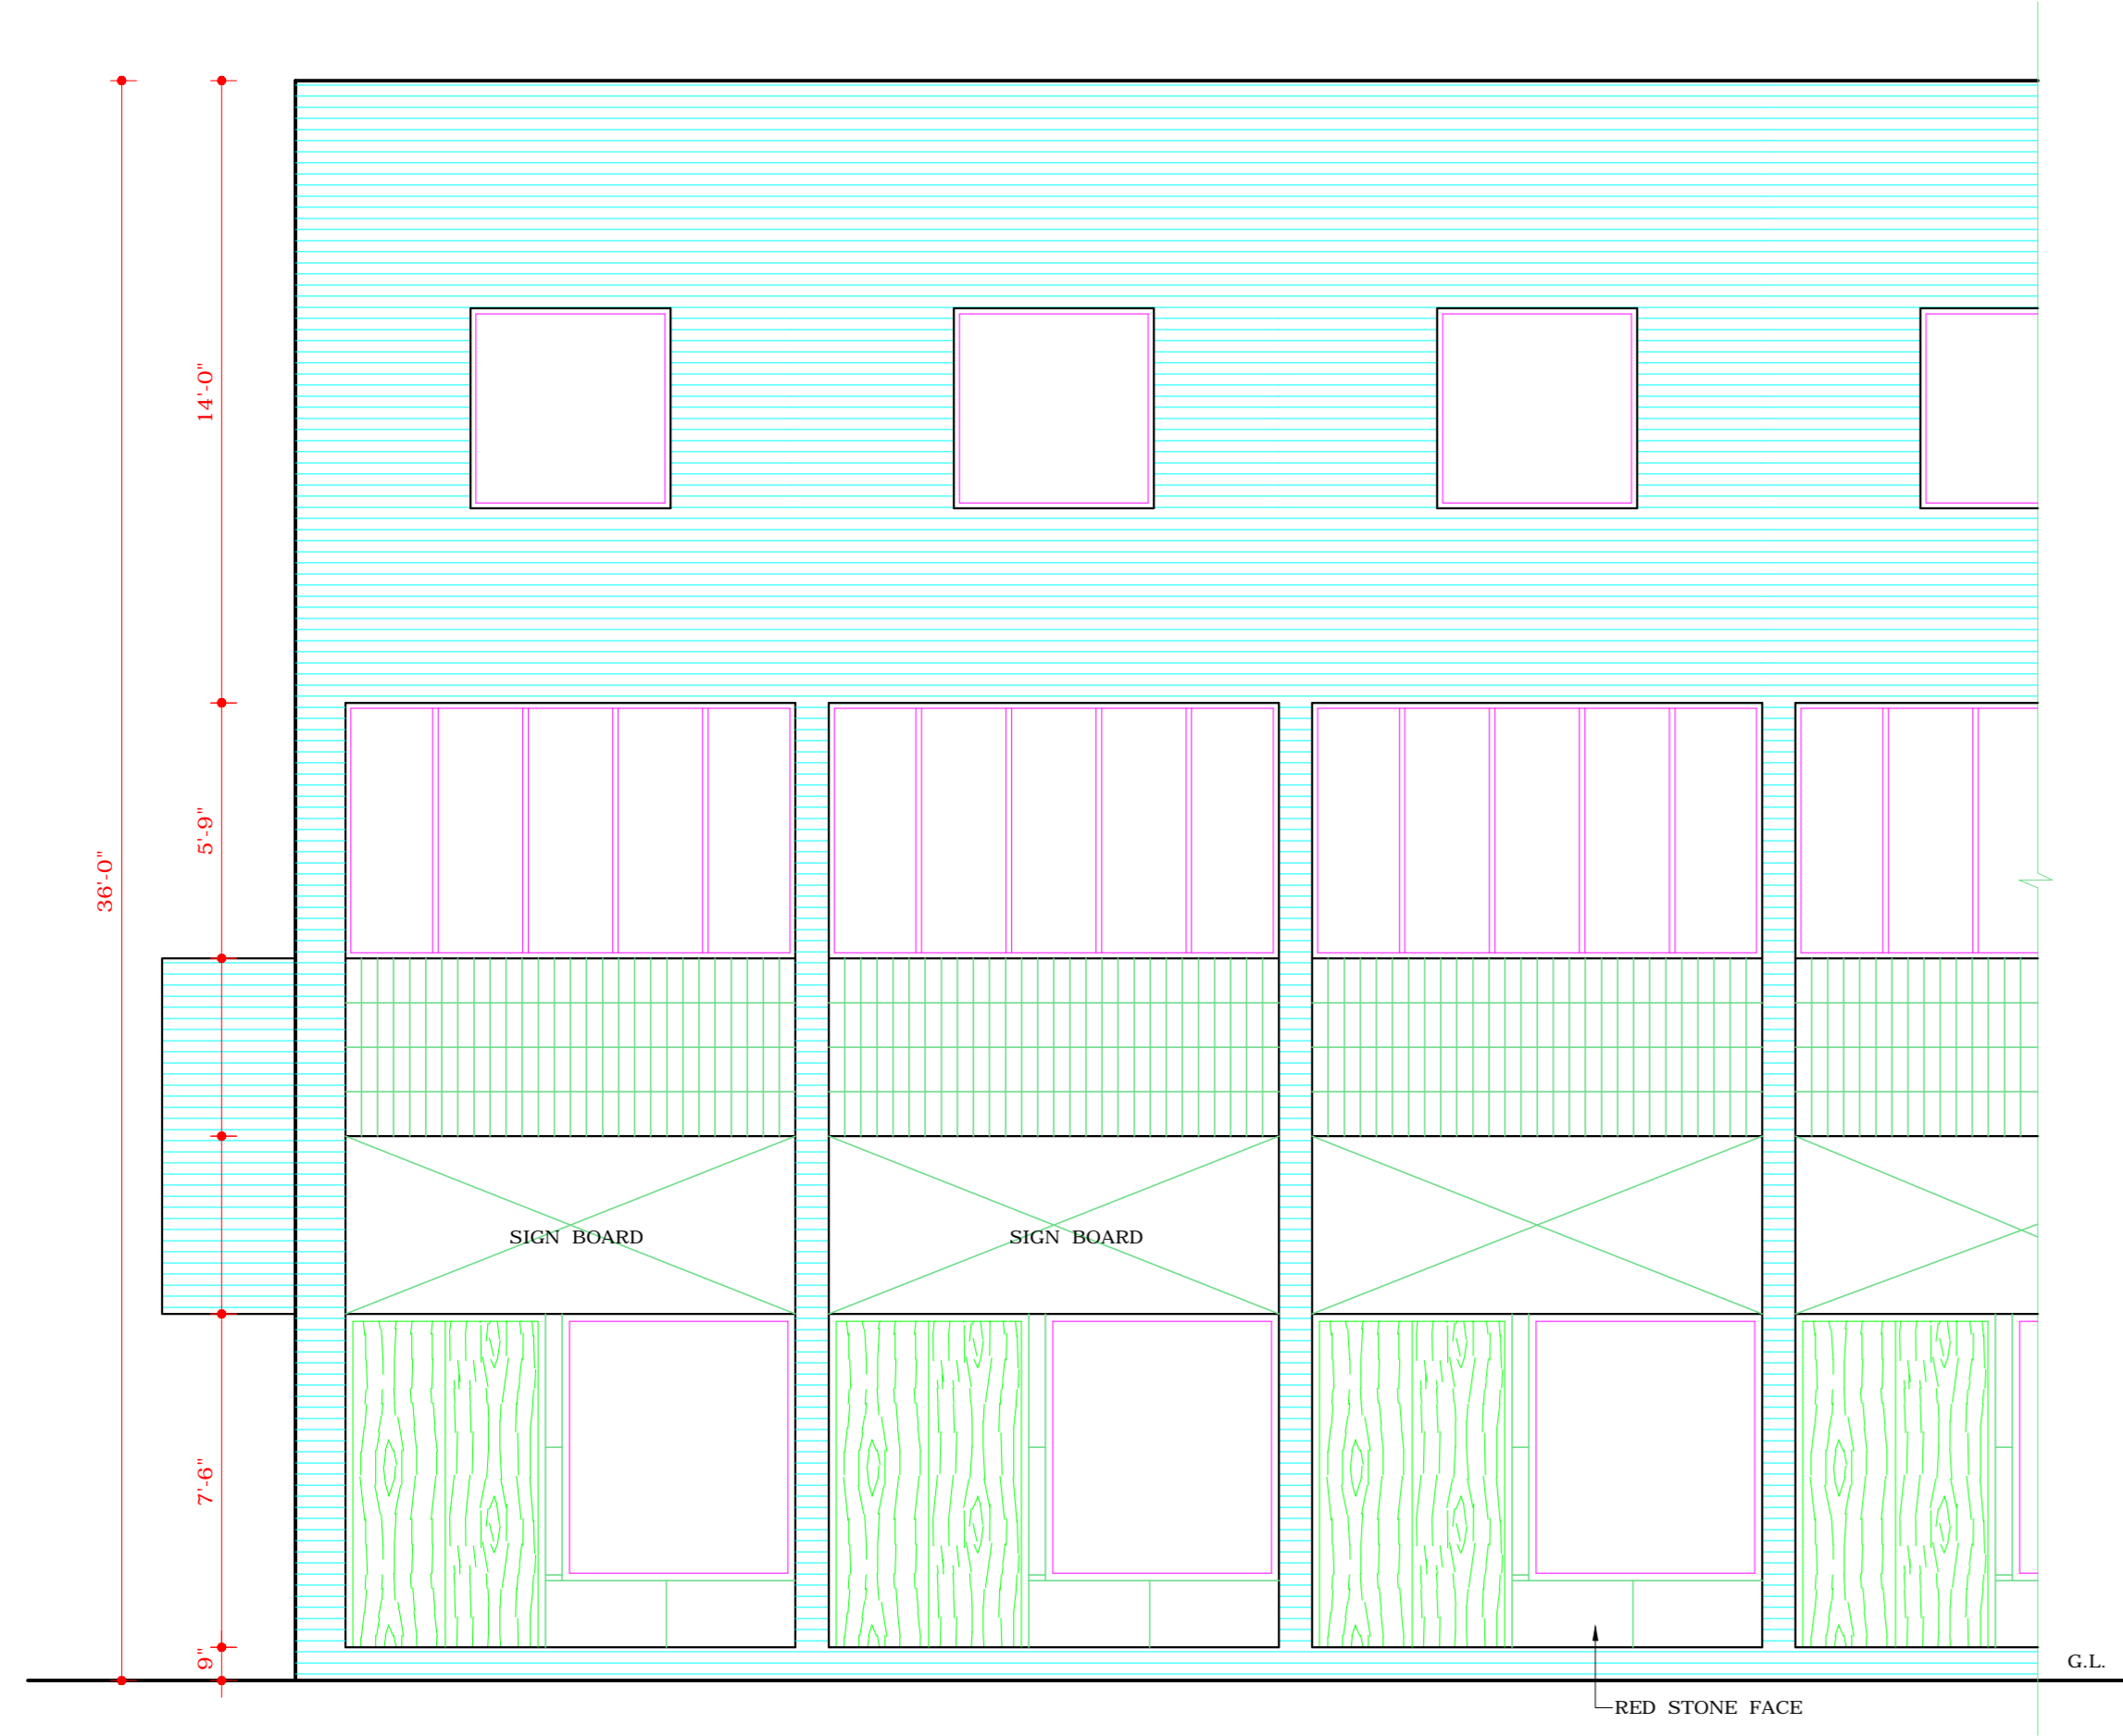 14'-0"
5'-9"
36'-0"
SIGN BOARD
SIGN BOARD
7'-6"
9"
G.L.
RED STONE FACE